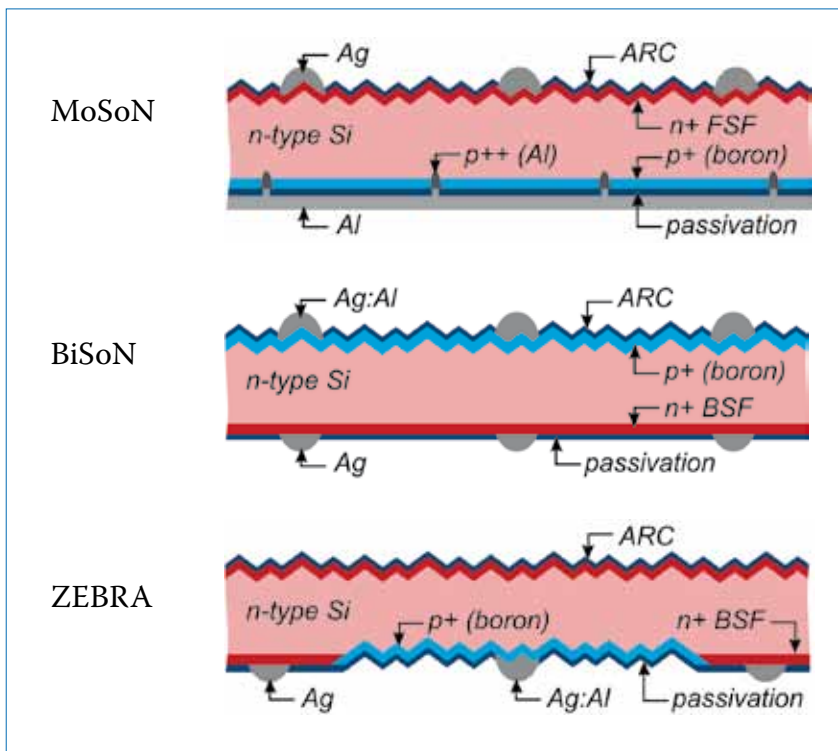 Ag
ARC
MoSoN
n+ FSF
n-type Si
p++ (Al)
p+ (boron)
Al
passivation
Ag:Al
ARC
BiSoN
n-type Si
p+ (boron)
n+ BSF
Ag
passivation
ARC
ZEBRA
n-type Si
p+ (boron)
n+ BSF
Ag
Ag:Al
passivation